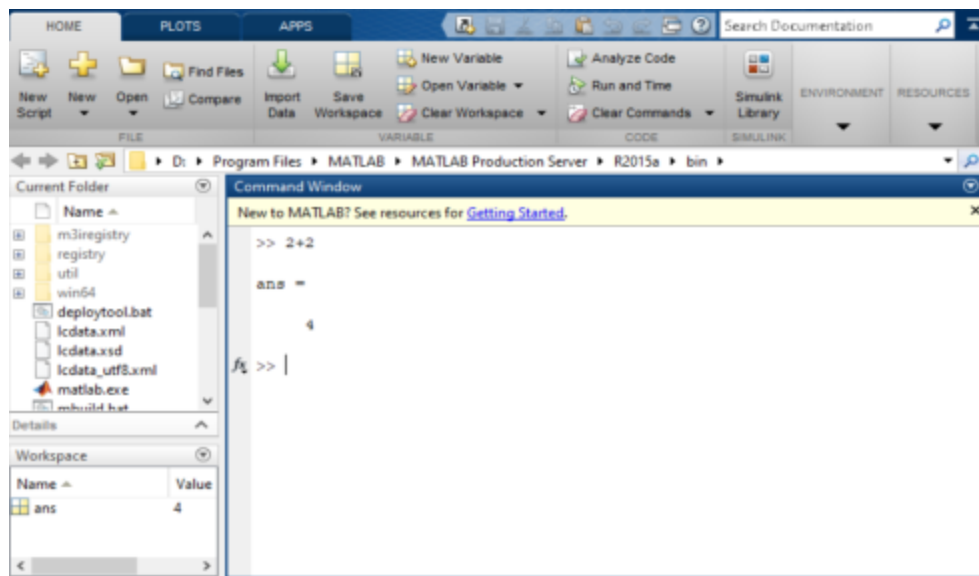 HOME PLOTS APPS Search Documentation
New Script New Open Find Files Compare Import Data Save Workspace New Variable Open Variable Clear Workspace Analyze Code Run and Time Clear Commands Simulink Library ENVIRONMENT RESOURCES
FILE VARIABLE CODE SIMULINK
D: Program Files MATLAB MATLAB Production Server R2015a bin
Current Folder
Name
m3iregistry
registry
util
win64
deploytool.bat
lcdata.xml
lcdata.xsd
lcdata_utf8.xml
matlab.exe
mbuild.bat
Details
Workspace
Name Value
ans 4
Command Window
New to MATLAB? See resources for Getting Started.
>> 2+2
ans =
4
fx >>